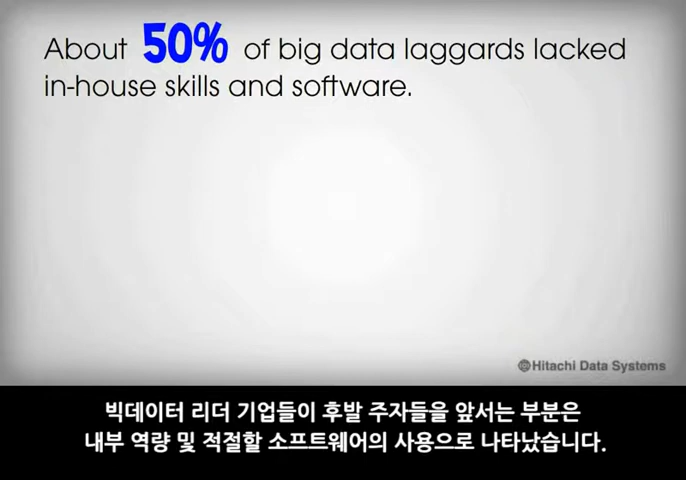 About 50% of big data laggards lacked
in-house skills and software.
Hitachi Data Systems
빅데이터 리더 기업들이 후발 주자들을 앞서는 부분은
내부 역량 및 적절할 소프트웨어의 사용으로 나타났습니다.